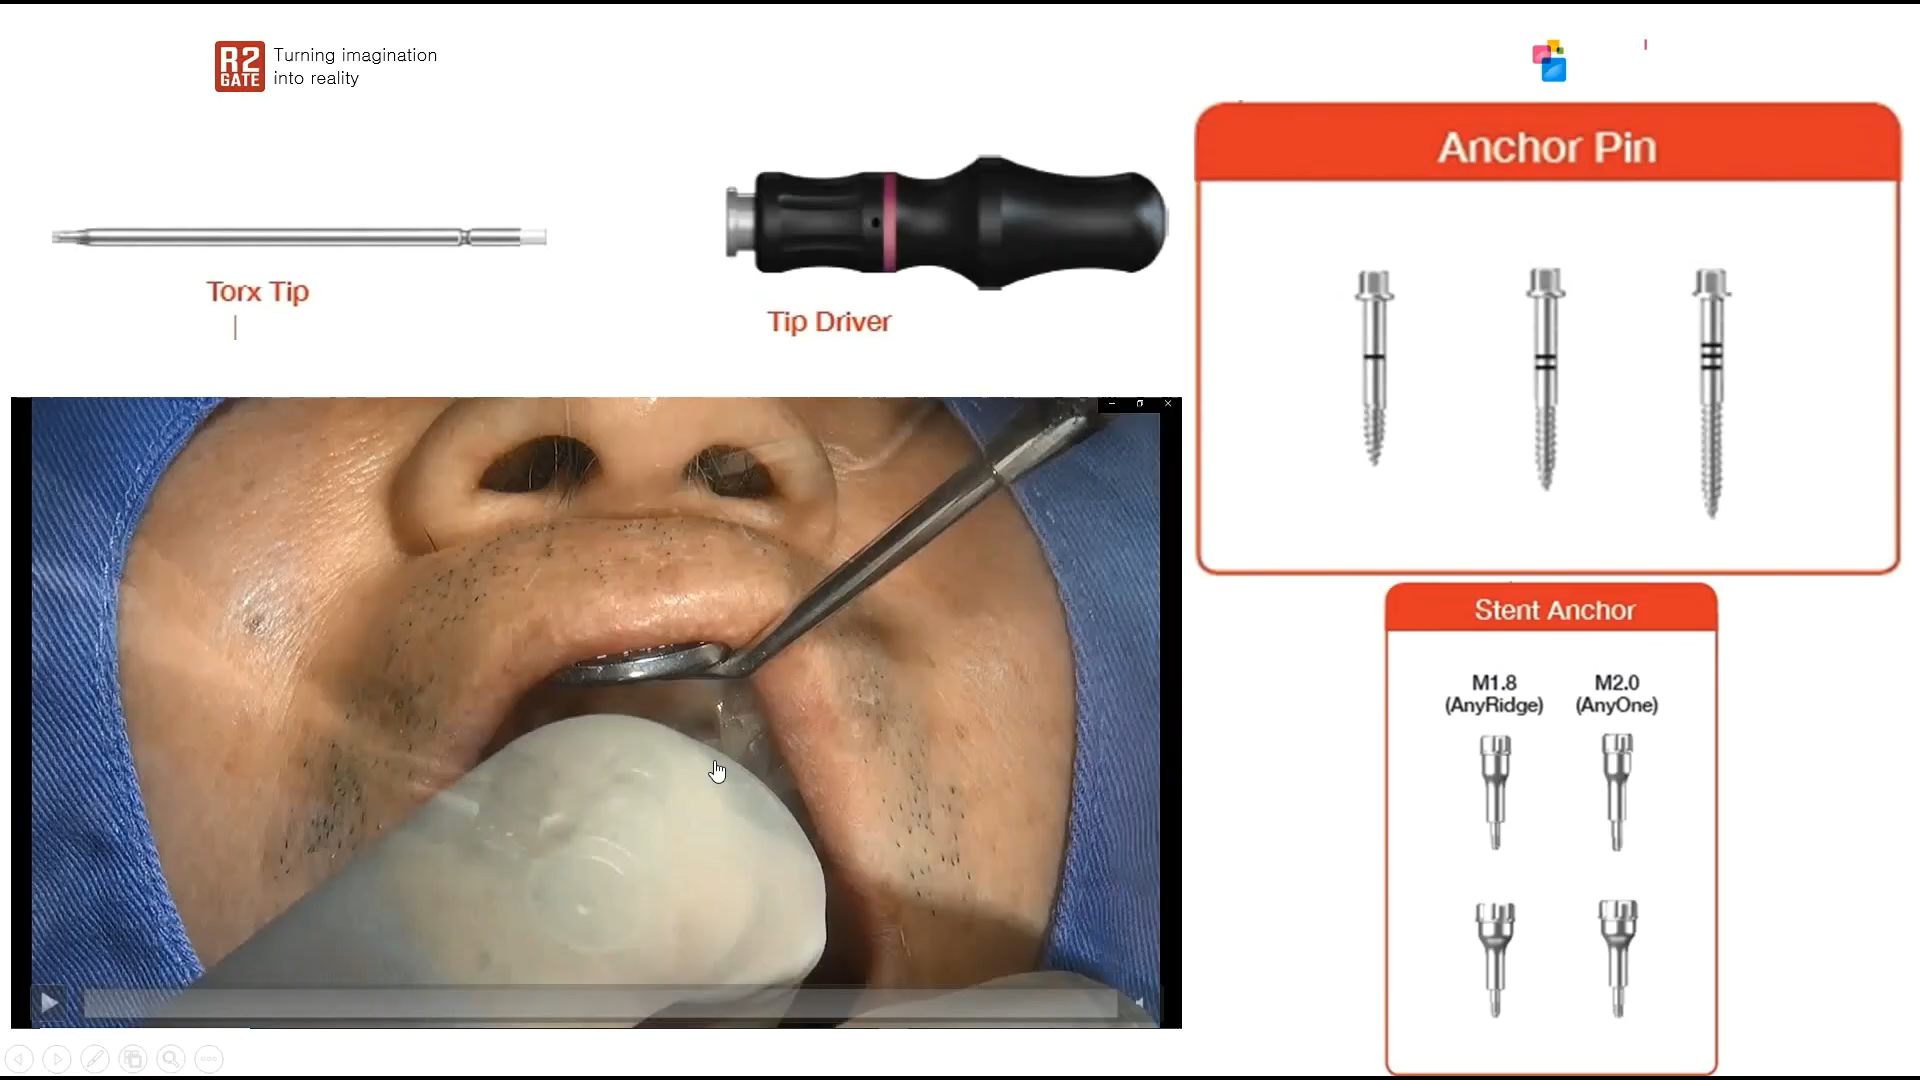 R2
GATE
Turning imagination
into reality
Torx Tip
Tip Driver
Anchor Pin
Stent Anchor
M1.8
(AnyRidge)
M2.0
(AnyOne)